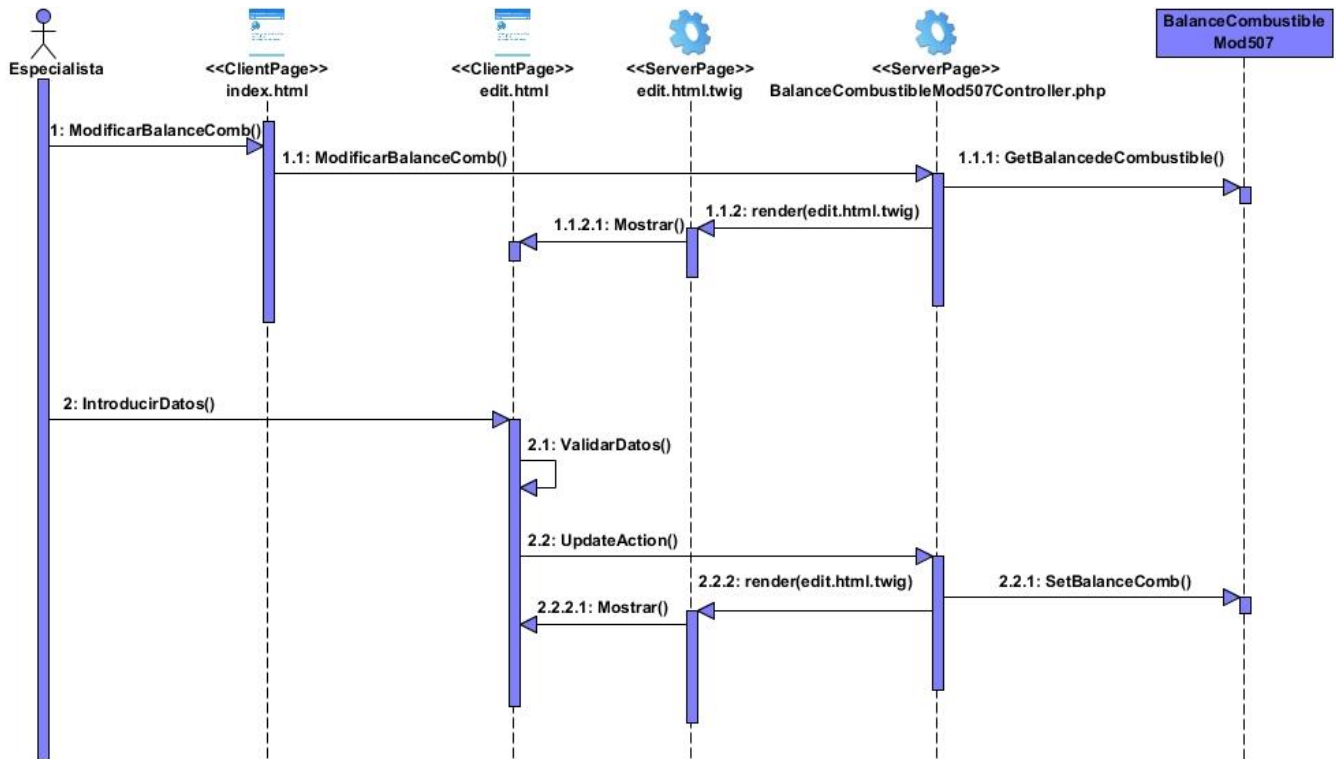 Especialista
<<ClientPage>>
index.html
<<ClientPage>>
edit.html
<<ServerPage>>
edit.html.twig
<<ServerPage>>
BalanceCombustibleMod507Controller.php
BalanceCombustible
Mod507
1: ModificarBalanceComb()
1.1: ModificarBalanceComb()
1.1.1: GetBalancedeCombustible()
1.1.2: render(edit.html.twig)
1.1.2.1: Mostrar()
2: IntroducirDatos()
2.1: ValidarDatos()
2.2: UpdateAction()
2.2.1: SetBalanceComb()
2.2.2: render(edit.html.twig)
2.2.2.1: Mostrar()